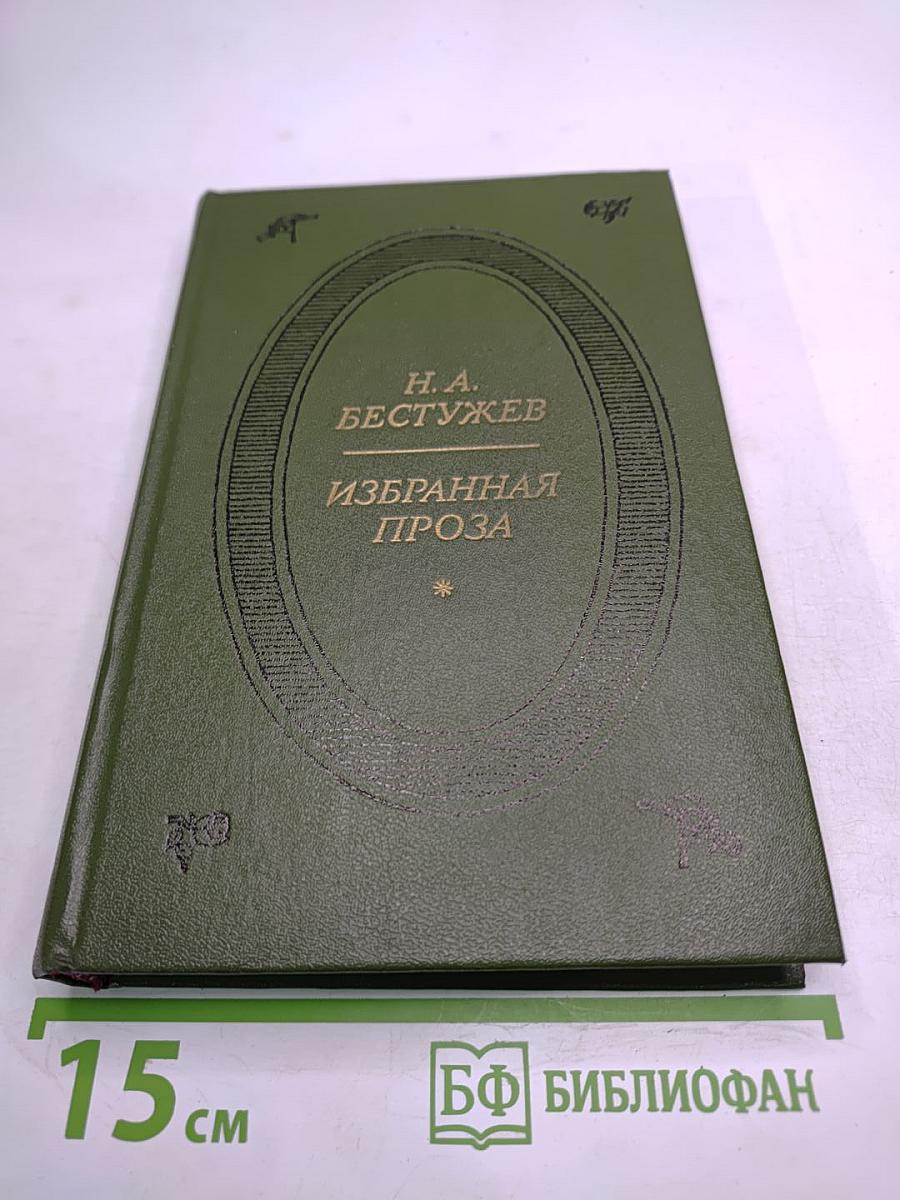 Н. А.
БЕСТУЖЕВ
ИЗБРАННАЯ
ПРОЗА
15 см
БФ БИБЛИОФАН